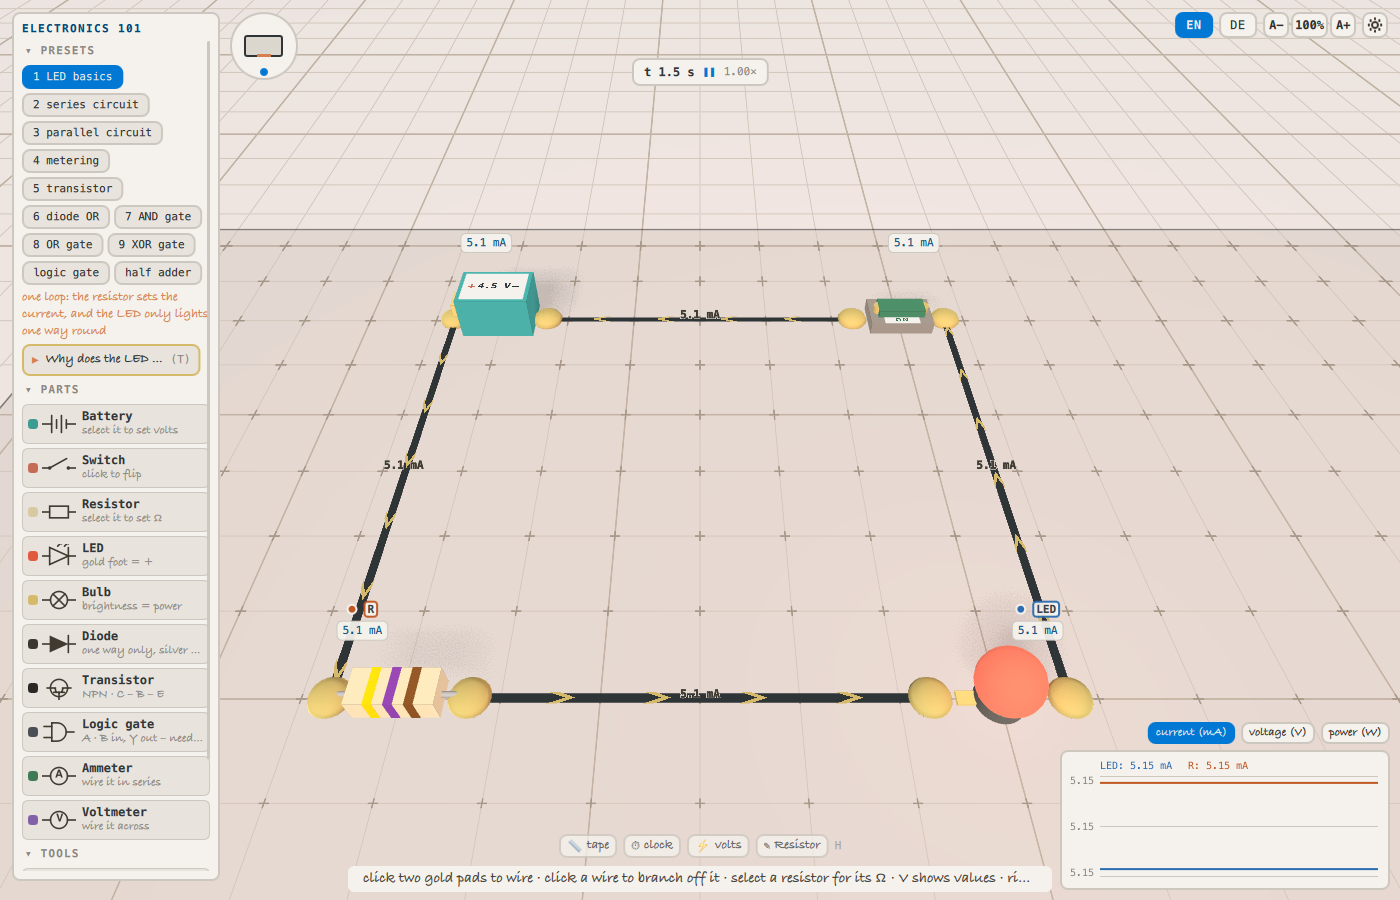 ELECTRONICS 101
▾ PRESETS
1 LED basics
2 series circuit
3 parallel circuit
4 metering
5 transistor
6 diode OR
7 AND gate
8 OR gate
9 XOR gate
logic gate
half adder
one loop: the resistor sets the
current, and the LED only lights
one way round
▶ Why does the LED ... (T)
▾ PARTS
Battery
select it to set volts
Switch
click to flip
Resistor
select it to set Ω
LED
gold foot = +
Bulb
brightness = power
Diode
one way only, silver ...
Transistor
NPN · C – B – E
Logic gate
A · B in, Y out – need...
A
Ammeter
wire it in series
V
Voltmeter
wire it across
▾ TOOLS
t 1.5 s 1.00×
EN
DE
A−
100%
A+
5.1 mA
5.1 mA
+4.5 V−
5.1 mA
5.1 mA
5.1 mA
R
5.1 mA
LED
5.1 mA
5.1 mA
tape
clock
volts
Resistor
H
click two gold pads to wire · click a wire to branch off it · select a resistor for its Ω · V shows values · ri...
current (mA)
voltage (V)
power (W)
LED: 5.15 mA R: 5.15 mA
5.15
5.15
5.15